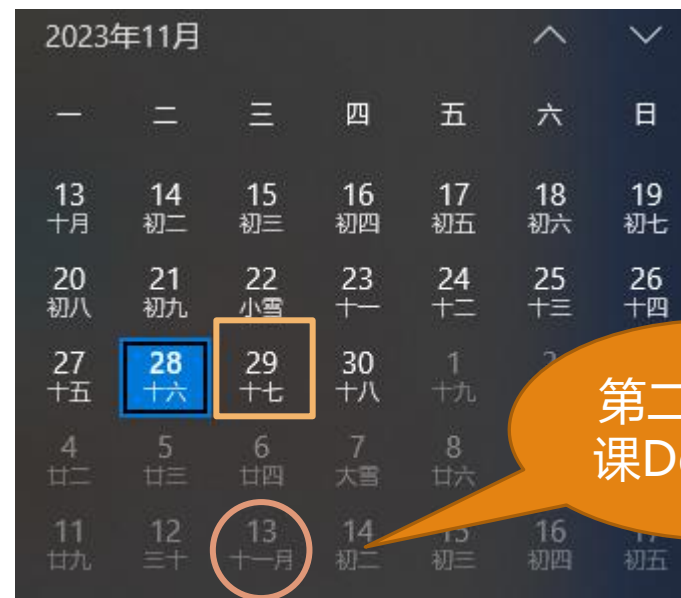 2023年11月
一 二 三 四 五 六 日
13 14 15 16 17 18 19
十月 初二 初三 初四 初五 初六 初七
20 21 22 23 24 25 26
初八 初九 小雪 十一 十二 十三 十四
27 28 29 30 1
十五 十六 十七 十八 十九
4 5 6 7 8
廿二 廿三 廿四 大雪 廿六
11 12 13 14 15 16 17
廿九 三十 十一月 初二 初三 初四 初五
第二
课D